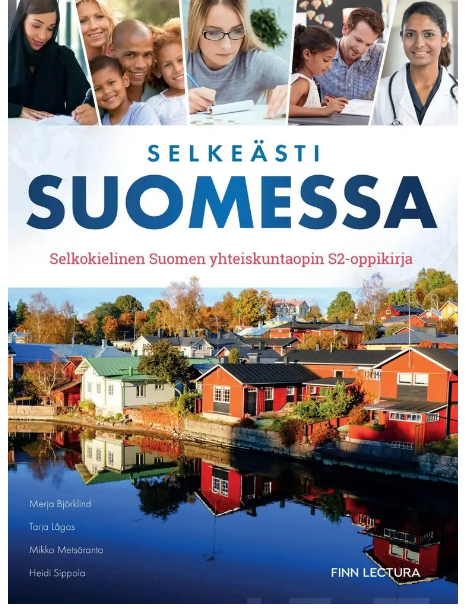 SELKEÄSTI
SUOMESSA
Selkokielinen Suomen yhteiskuntaopin S2-oppikirja
Merja Björklind
Tarja Lågas
Mikko Metsäranta
Heidi Sippola
FINN LECTURA